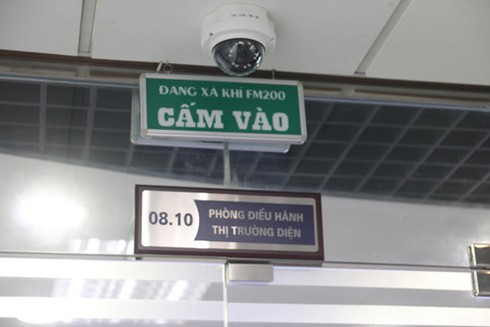 ĐANG XẢ KHÍ FM200
CẤM VÀO
08.10
PHÒNG ĐIỀU HÀNH
THỊ TRƯỜNG ĐIỆN